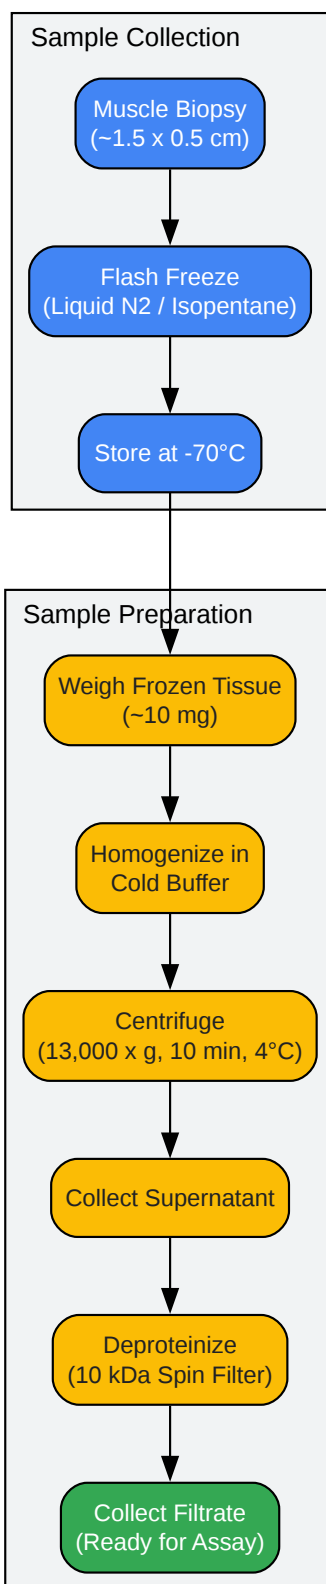 Sample Collection
Muscle Biopsy
(~1.5 x 0.5 cm)
Flash Freeze
(Liquid N2 / Isopentane)
Store at -70°C
Sample Preparation
Weigh Frozen Tissue
(~10 mg)
Homogenize in
Cold Buffer
Centrifuge
(13,000 x g, 10 min, 4°C)
Collect Supernatant
Deproteinize
(10 kDa Spin Filter)
Collect Filtrate
(Ready for Assay)